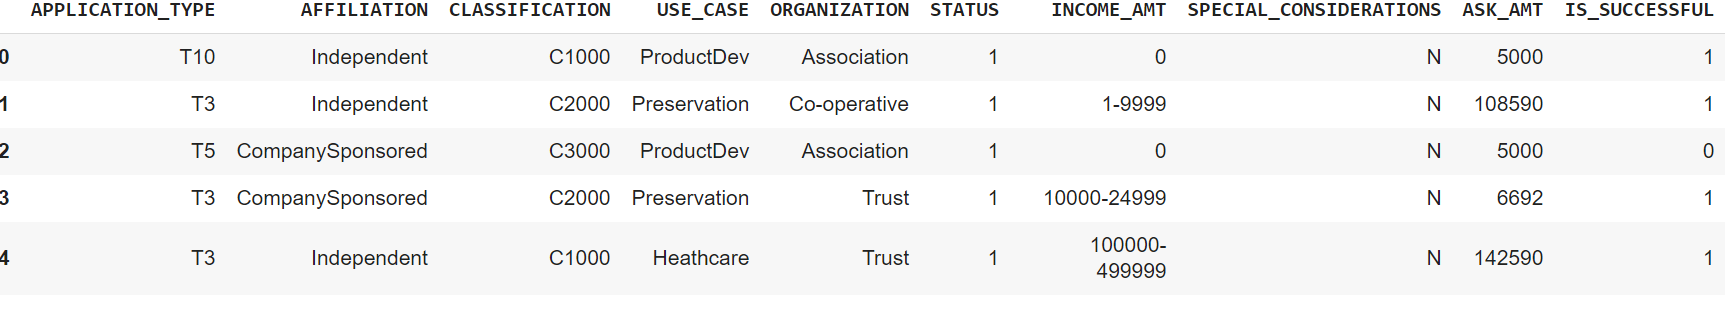 APPLICATION_TYPE AFFILIATION CLASSIFICATION USE_CASE ORGANIZATION STATUS INCOME_AMT SPECIAL_CONSIDERATIONS ASK_AMT IS_SUCCESSFUL
0 T10 Independent C1000 ProductDev Association 1 0 N 5000 1
1 T3 Independent C2000 Preservation Co-operative 1 1-9999 N 108590 1
2 T5 CompanySponsored C3000 ProductDev Association 1 0 N 5000 0
3 T3 CompanySponsored C2000 Preservation Trust 1 10000-24999 N 6692 1
4 T3 Independent C1000 Heathcare Trust 1 100000-
499999 N 142590 1